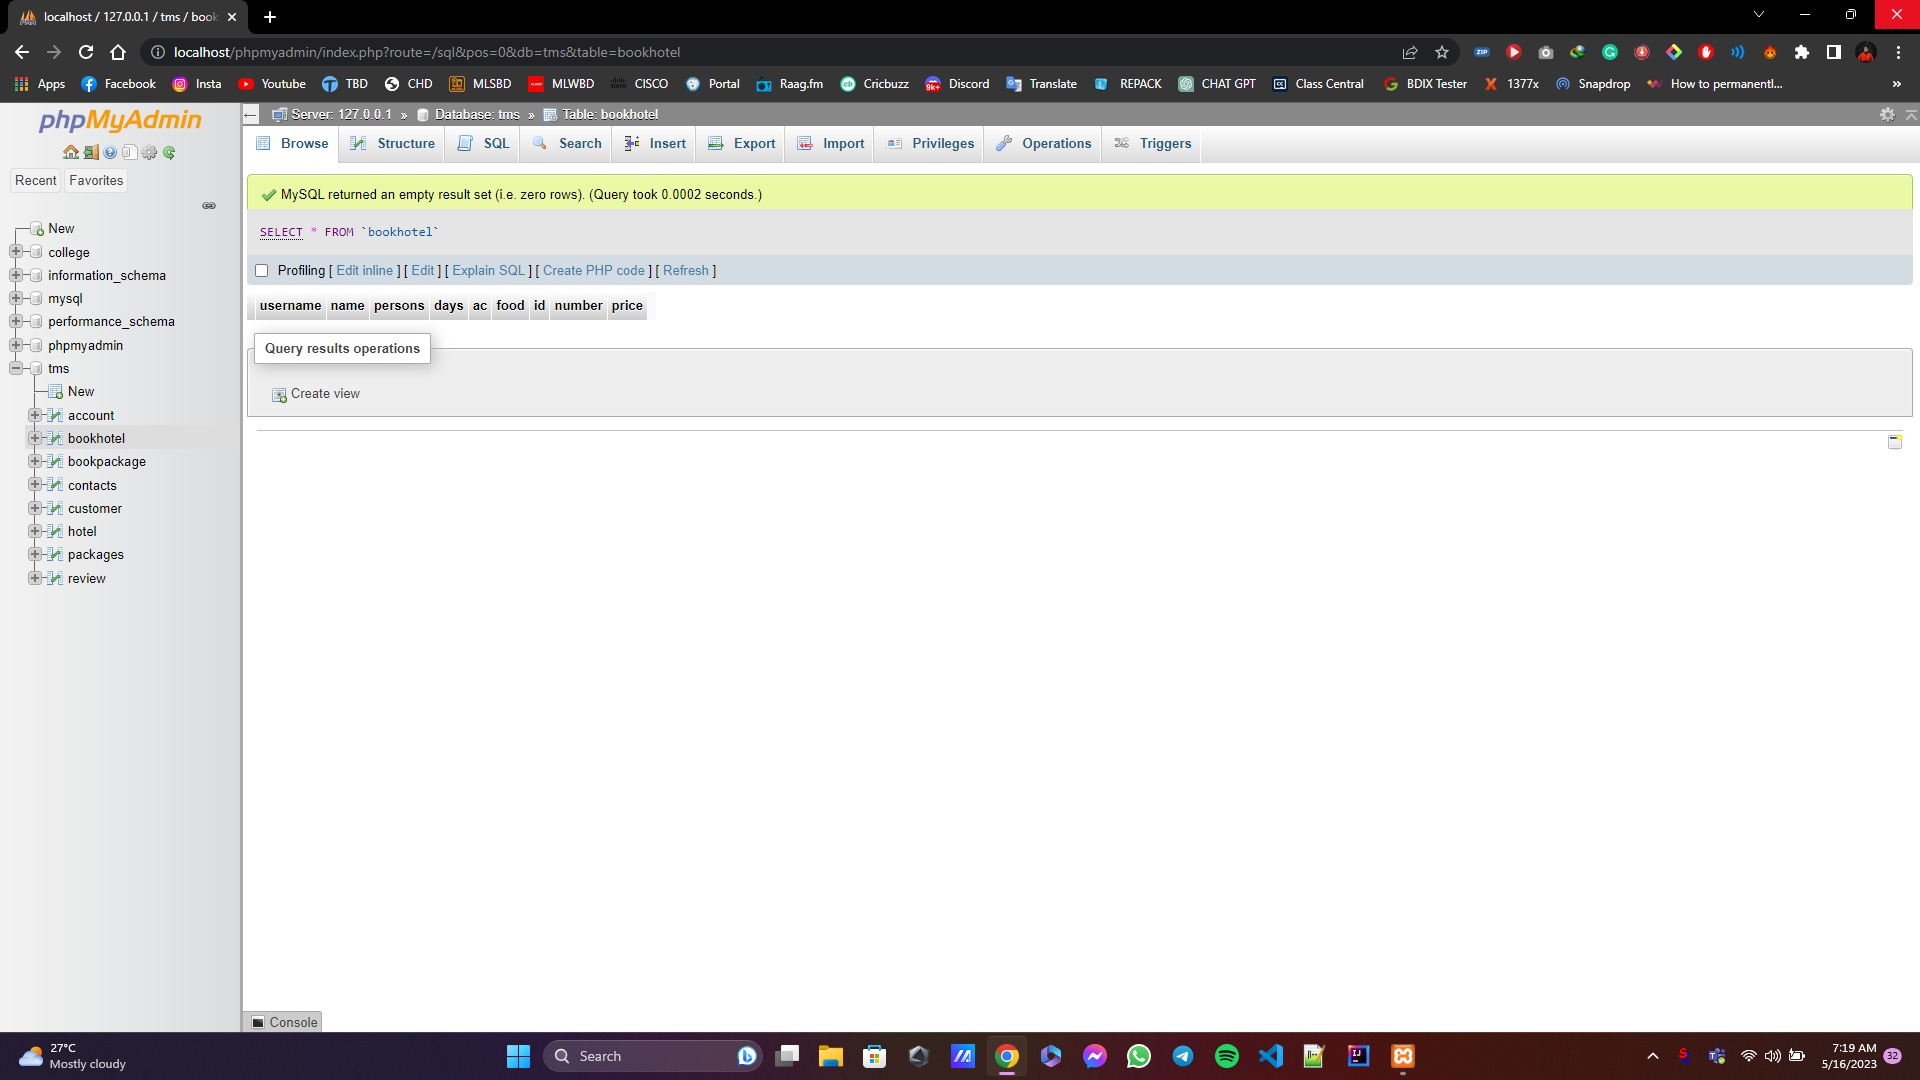 localhost / 127.0.0.1 / tms / book
localhost/phpmyadmin/index.php?route=/sql&pos=0&db=tms&table=bookhotel
Apps Facebook Insta Youtube TBD CHD MLSBD MLWBD CISCO Portal Raag.fm Cricbuzz Discord Translate REPACK CHAT GPT Class Central BDIX Tester 1377x Snapdrop How to permanentl... »
phpMyAdmin
Recent Favorites
New
college
information_schema
mysql
performance_schema
phpmyadmin
tms
New
account
bookhotel
bookpackage
contacts
customer
hotel
packages
review
Server: 127.0.0.1 » Database: tms » Table: bookhotel
Browse Structure SQL Search Insert Export Import Privileges Operations Triggers
MySQL returned an empty result set (i.e. zero rows). (Query took 0.0002 seconds.)
SELECT * FROM `bookhotel`
Profiling [ Edit inline ] [ Edit ] [ Explain SQL ] [ Create PHP code ] [ Refresh ]
username name persons days ac food id number price
Query results operations
Create view
Console
27°C
Mostly cloudy
Search
7:19 AM
5/16/2023
32